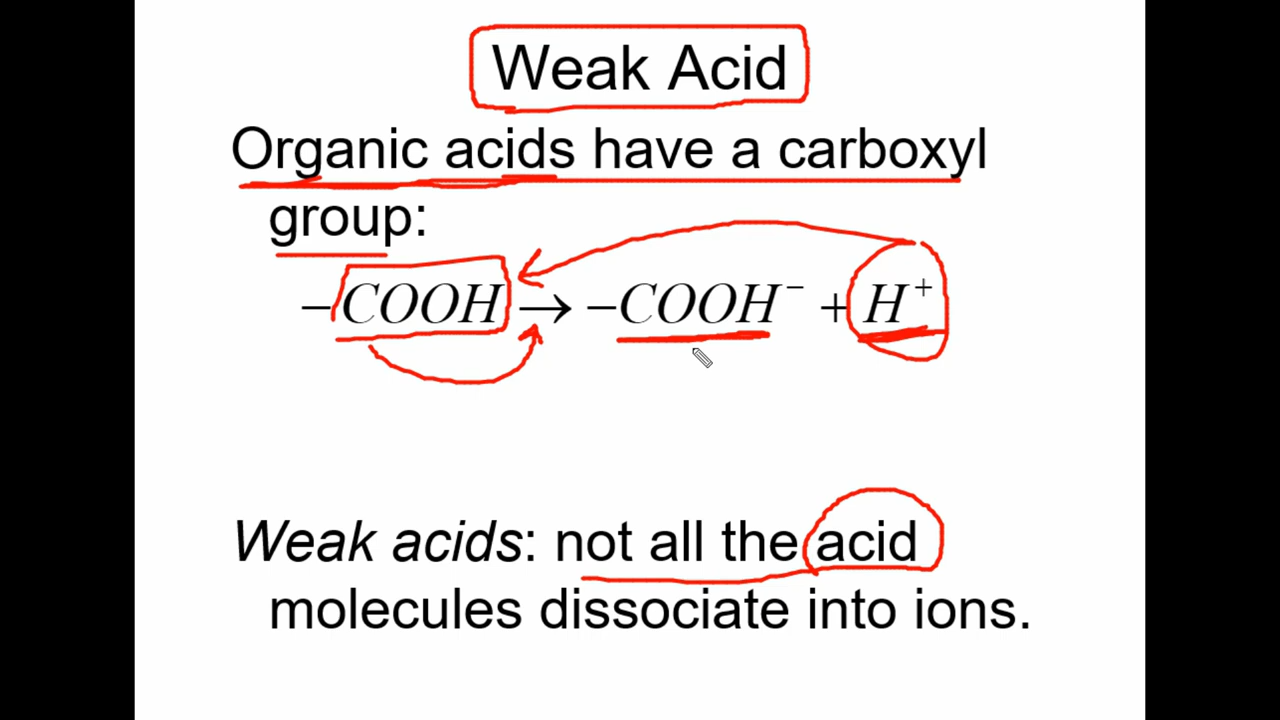 Weak Acid
Organic acids have a carboxyl
group:
−COOH → −COOH⁻ + H⁺
Weak acids: not all the acid
molecules dissociate into ions.